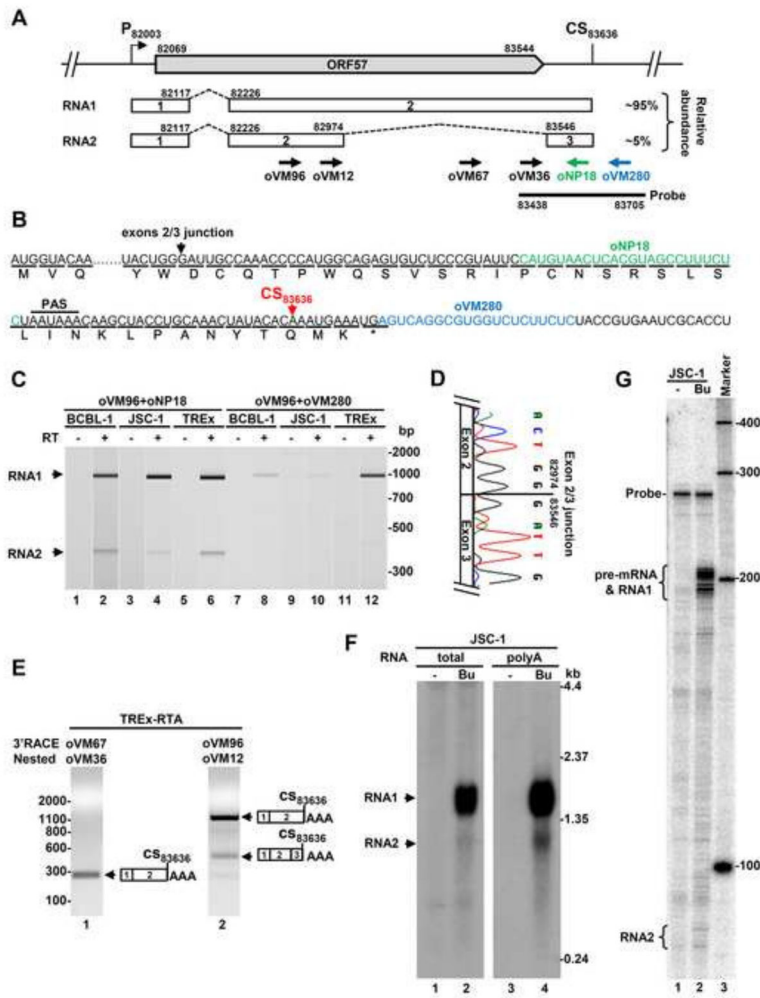 A
P82003
CS83636
82069
83544
ORF57
RNA1
82117
82226
1
2
~95%
RNA2
82117
82226
82974
83546
1
2
3
~5%
Relative abundance
oVM96
oVM12
oVM67
oVM36
oNP18
oVM280
83438
83705
Probe
B
exons 2/3 junction
oNP18
AUGGUACAA ........ UACUGGGAUUGCCAAACCCCAUGGCAGAGUGUCUCCCGUAUUCCAUGUAACUCACGUAGCCUUUCU
M V Q Y W D C Q T P W Q S V S R I P C N S R S L S
PAS
CS83636
oVM280
CUAAUAAACAAGCUACCUGCAAACUAUACACAAAUGAAAUGAGUCAGGCGUGGUCUCUUCUCUACCGUGAAUCGCACCU
L I N K L P A N Y T Q M K *
C
oVM96+oNP18
oVM96+oVM280
BCBL-1 JSC-1 TREx BCBL-1 JSC-1 TREx
RT - + - + - + - + - + - +
bp
-2000
RNA1
-1000
-700
-500
RNA2
-300
1 2 3 4 5 6 7 8 9 10 11 12
D
Exon 2
Exon 3
A C T G G G A T T G
82974
83546
Exon 2/3 junction
E
TREx-RTA
3'RACE oVM67 oVM96
Nested oVM36 oVM12
2000-
1100-
800-
600-
300-
100-
CS83636
1 2 AAA
CS83636
1 2 AAA
CS83636
1 2 3 AAA
1
2
F
JSC-1
RNA total polyA
- Bu - Bu
kb
-4.4
-2.37
RNA1
-1.35
RNA2
-0.24
1 2 3 4
G
JSC-1
- Bu
Marker
-400
-300
Probe-
pre-mRNA
& RNA1
-200
-100
RNA2
1 2 3